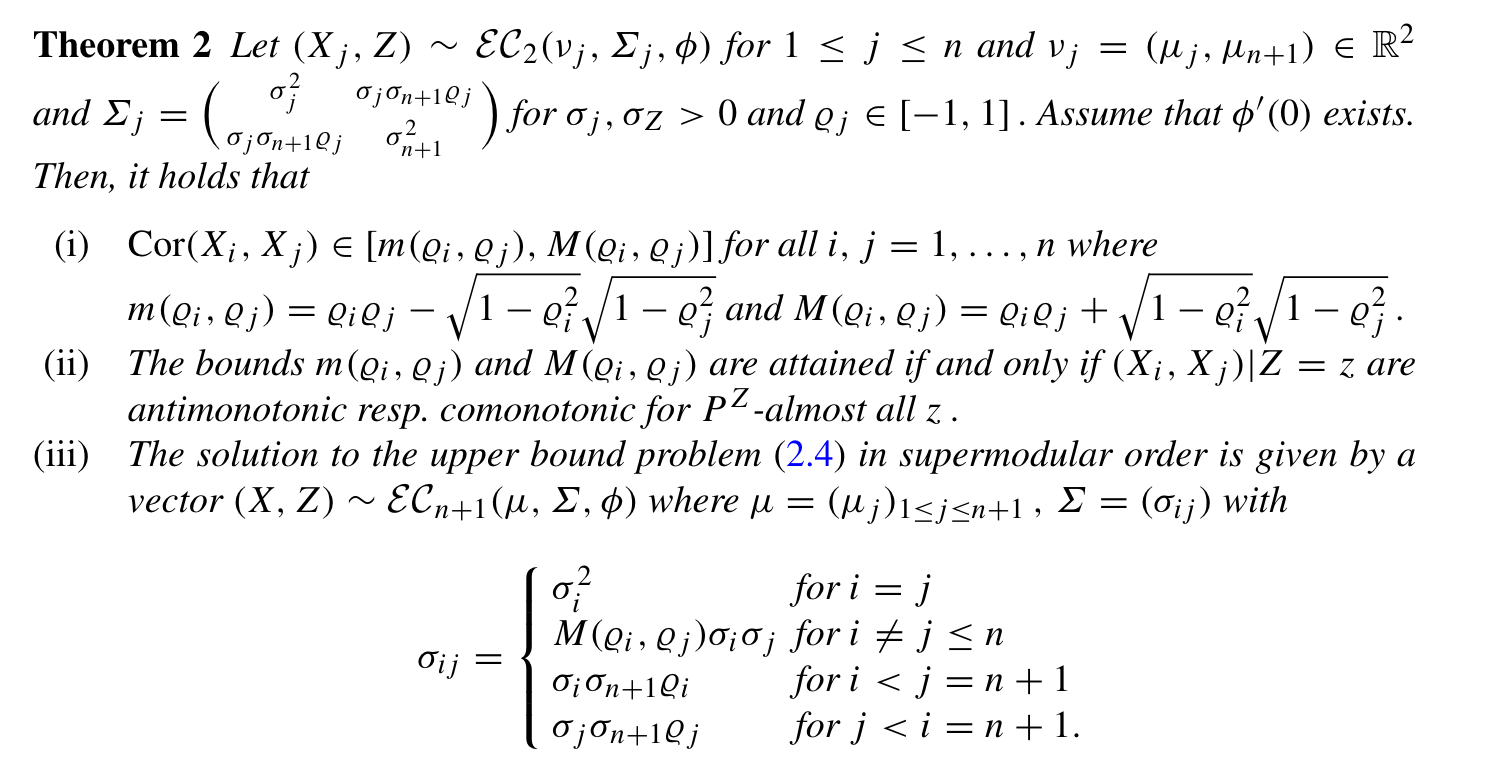 Theorem 2 Let (X_j, Z) ∼ ℰ𝒞_2(ν_j, Σ_j, ϕ) for 1 ≤ j ≤ n and ν_j = (μ_j, μ_{n+1}) ∈ ℝ^2
and Σ_j = ( σ_j^2 σ_jσ_{n+1}ϱ_j ; σ_jσ_{n+1}ϱ_j σ_{n+1}^2 ) for σ_j, σ_Z > 0 and ϱ_j ∈ [−1, 1]. Assume that ϕ′(0) exists.
Then, it holds that
(i) Cor(X_i, X_j) ∈ [m(ϱ_i, ϱ_j), M(ϱ_i, ϱ_j)] for all i, j = 1, . . . , n where
m(ϱ_i, ϱ_j) = ϱ_iϱ_j − √(1 − ϱ_i^2)√(1 − ϱ_j^2) and M(ϱ_i, ϱ_j) = ϱ_iϱ_j + √(1 − ϱ_i^2)√(1 − ϱ_j^2) .
(ii) The bounds m(ϱ_i, ϱ_j) and M(ϱ_i, ϱ_j) are attained if and only if (X_i, X_j)|Z = z are
antimonotonic resp. comonotonic for P^Z-almost all z .
(iii) The solution to the upper bound problem (2.4) in supermodular order is given by a
vector (X, Z) ∼ ℰ𝒞_{n+1}(μ, Σ, ϕ) where μ = (μ_j)_{1≤j≤n+1} , Σ = (σ_{ij}) with
σ_{ij} = { σ_i^2 for i = j
M(ϱ_i, ϱ_j)σ_iσ_j for i ≠ j ≤ n
σ_iσ_{n+1}ϱ_i for i < j = n + 1
σ_jσ_{n+1}ϱ_j for j < i = n + 1.